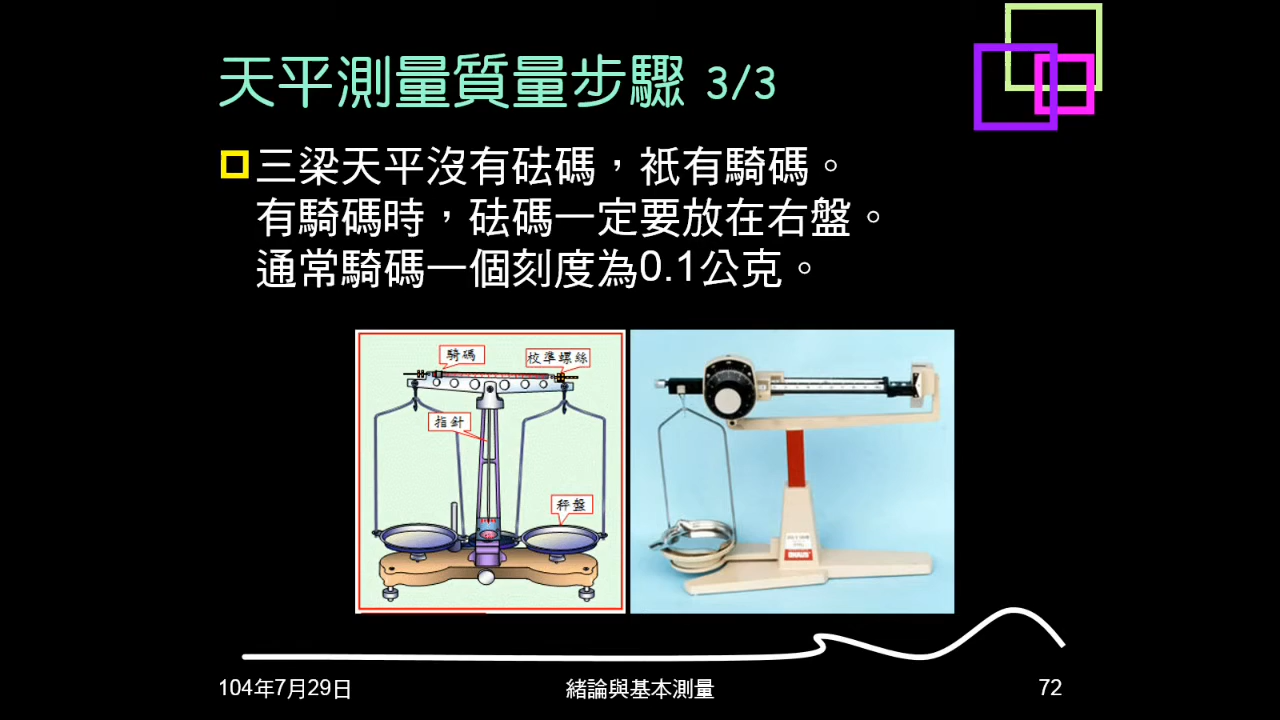 天平測量質量步驟 3/3
三梁天平沒有砝碼，祇有騎碼。
有騎碼時，砝碼一定要放在右盤。
通常騎碼一個刻度為0.1公克。
騎碼
校準螺絲
指針
秤盤
104年7月29日
緒論與基本測量
72